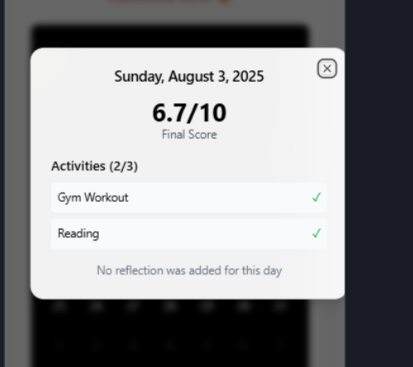 Sunday, August 3, 2025
6.7/10
Final Score
Activities (2/3)
Gym Workout
Reading
No reflection was added for this day